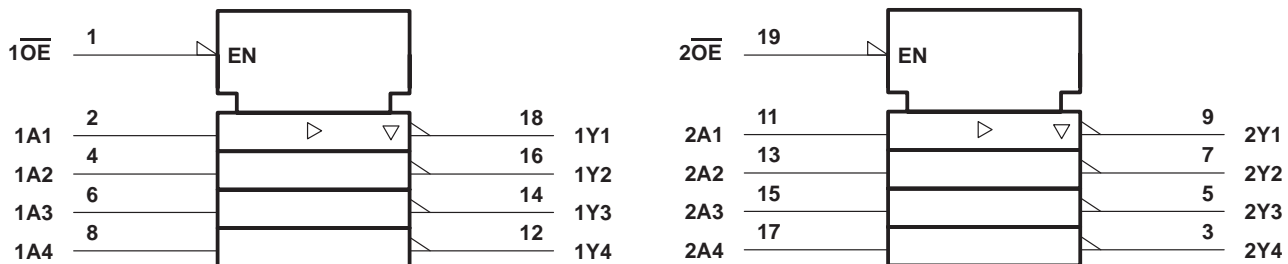 1 19
1OE EN 2OE EN
2 18 11 9
1A1 1Y1 2A1 2Y1
4 16 13 7
1A2 1Y2 2A2 2Y2
6 14 15 5
1A3 1Y3 2A3 2Y3
8 12 17 3
1A4 1Y4 2A4 2Y4